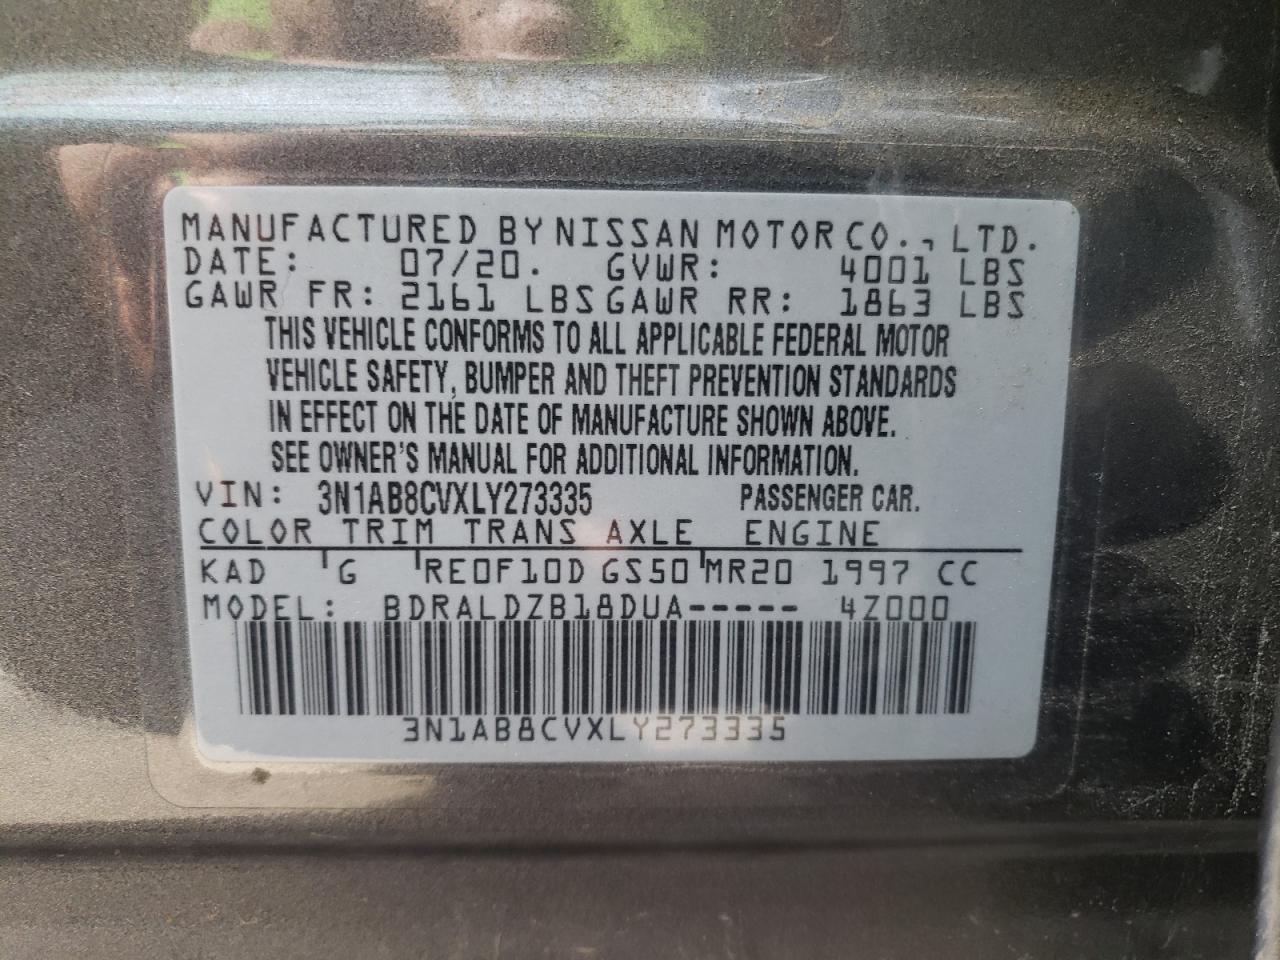 MANUFACTURED BY NISSAN MOTOR CO., LTD.
DATE: 07/20. GVWR: 4001 LBS
GAWR FR: 2161 LBS GAWR RR: 1863 LBS
THIS VEHICLE CONFORMS TO ALL APPLICABLE FEDERAL MOTOR
VEHICLE SAFETY, BUMPER AND THEFT PREVENTION STANDARDS
IN EFFECT ON THE DATE OF MANUFACTURE SHOWN ABOVE.
SEE OWNER'S MANUAL FOR ADDITIONAL INFORMATION.
VIN: 3N1AB8CVXLY273335 PASSENGER CAR.
COLOR TRIM TRANS AXLE ENGINE
KAD G RE0F10D GS50 MR20 1997 CC
MODEL: BDRALDZB18DUA----- 4Z000
3N1AB8CVXLY273335